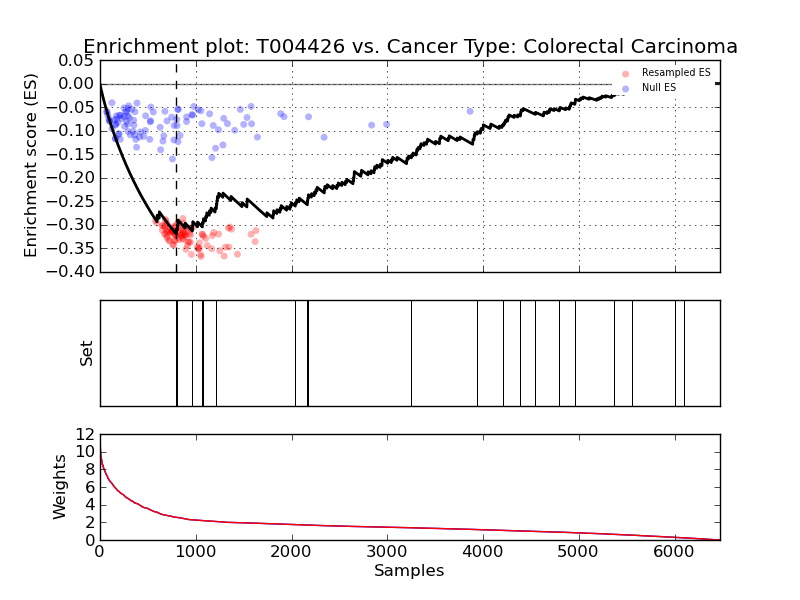 Enrichment plot: T004426 vs. Cancer Type: Colorectal Carcinoma
Enrichment score (ES)
0.05
0.00
−0.05
−0.10
−0.15
−0.20
−0.25
−0.30
−0.35
−0.40
Resampled ES
Null ES
Set
Weights
12
10
8
6
4
2
0
0 1000 2000 3000 4000 5000 6000
Samples